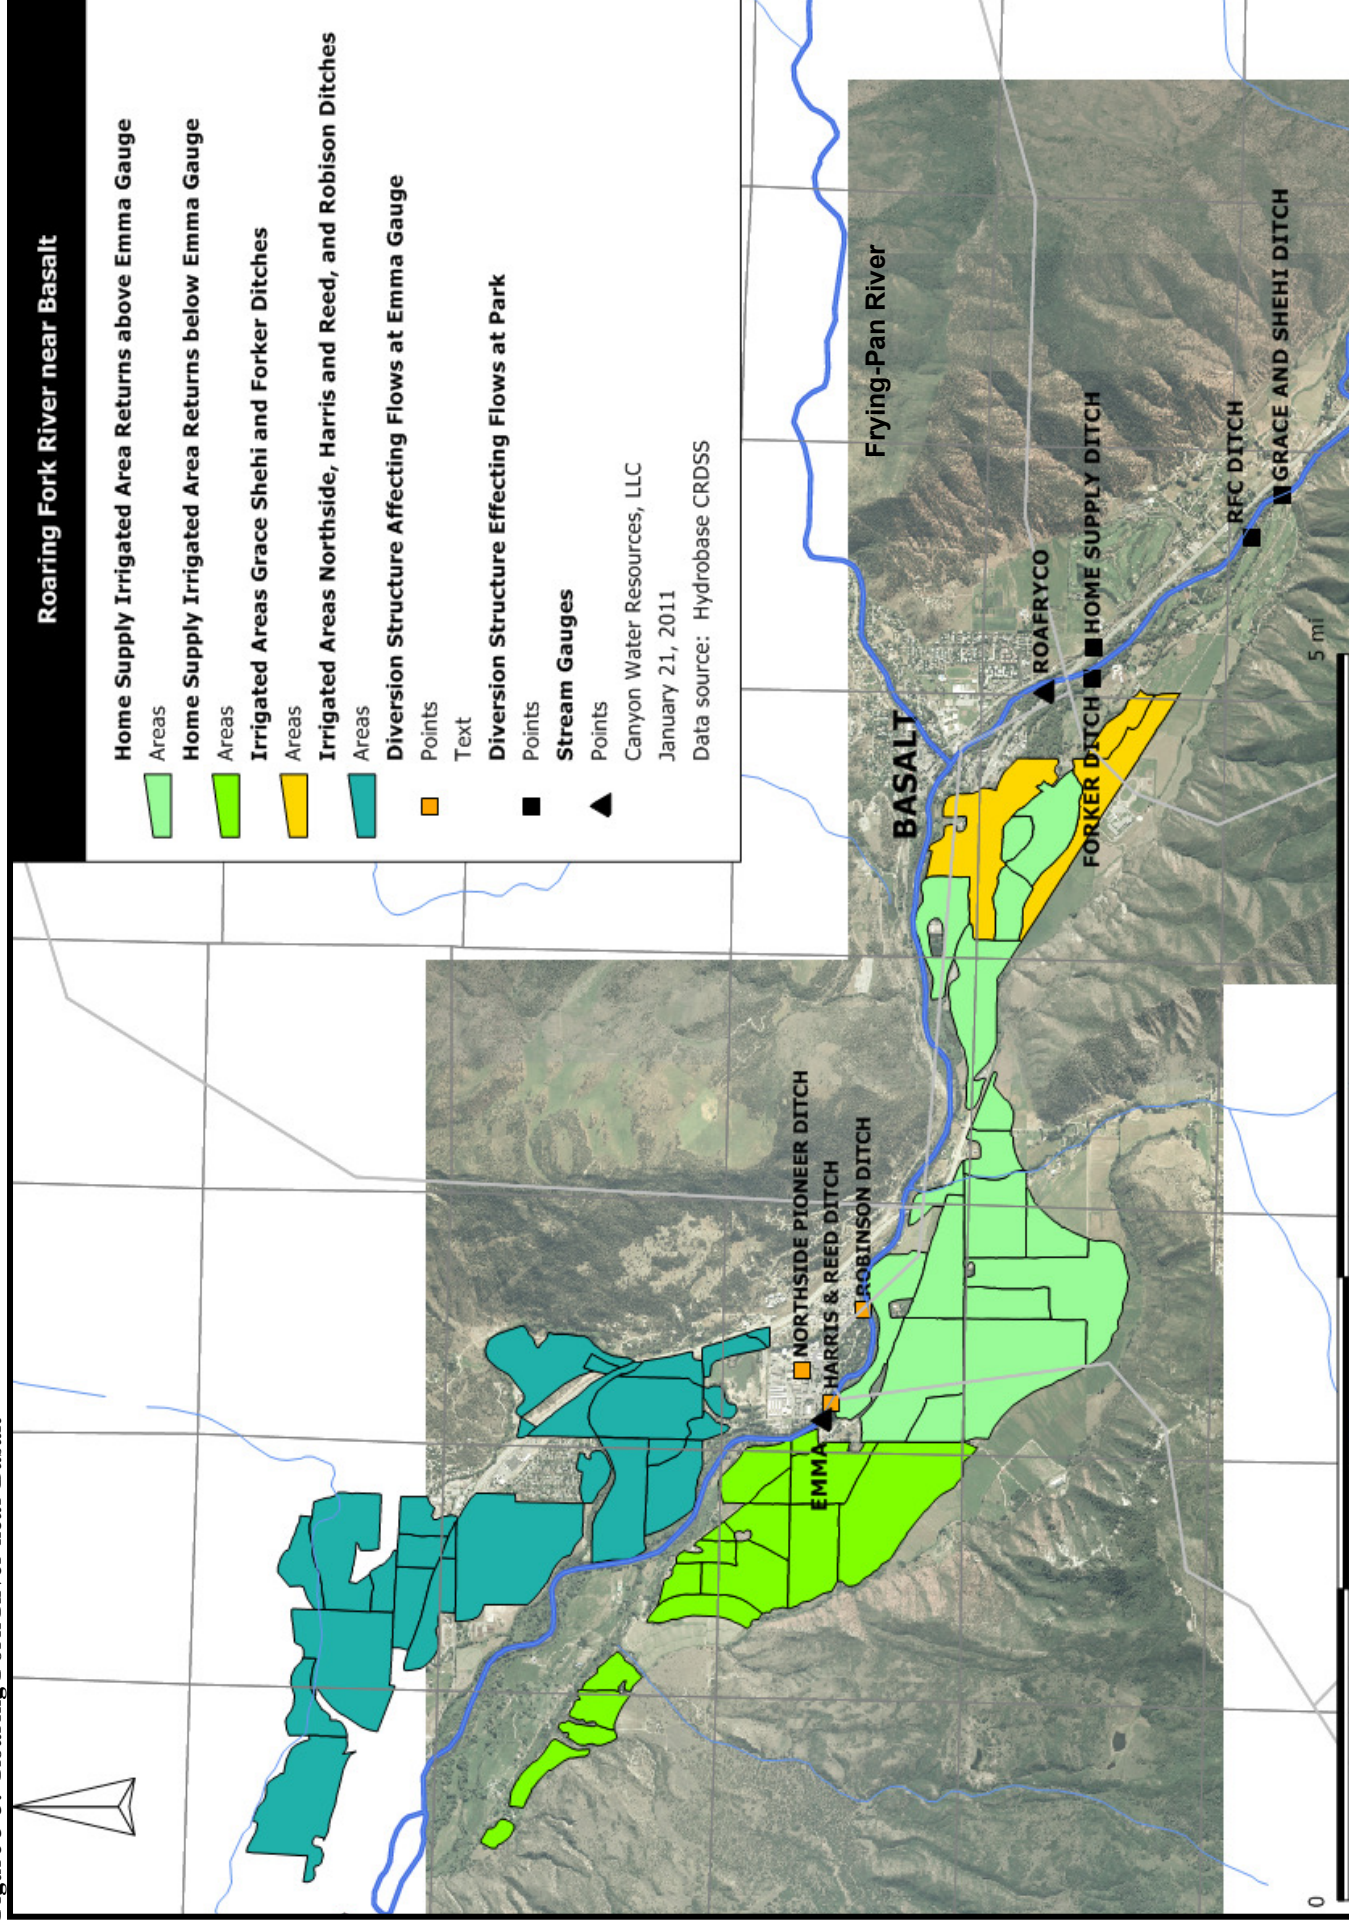 Roaring Fork River near Basalt
Home Supply Irrigated Area Returns above Emma Gauge
Areas
Home Supply Irrigated Area Returns below Emma Gauge
Areas
Irrigated Areas Grace Shehi and Forker Ditches
Areas
Irrigated Areas Northside, Harris and Reed, and Robison Ditches
Areas
Diversion Structure Affecting Flows at Emma Gauge
Points
Text
Diversion Structure Effecting Flows at Park
Points
Stream Gauges
Points
Canyon Water Resources, LLC
January 21, 2011
Data source: Hydrobase CRDSS
Frying-Pan River
BASALT
NORTHSIDE PIONEER DITCH
HARRIS & REED DITCH
ROBINSON DITCH
EMMA
ROAFRYCO
HOME SUPPLY DITCH
FORKER DITCH
RFC DITCH
GRACE AND SHEHI DITCH
0
5 mi